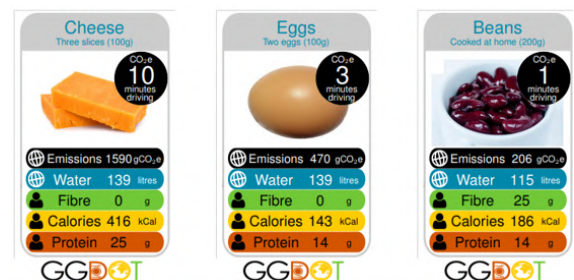 Cheese
Three slices (100g)
CO₂e
10
minutes
driving
Emissions 1590 gCO₂e
Water 139 litres
Fibre 0 g
Calories 416 kCal
Protein 25 g
GGDOT
Eggs
Two eggs (100g)
CO₂e
3
minutes
driving
Emissions 470 gCO₂e
Water 139 litres
Fibre 0 g
Calories 143 kCal
Protein 14 g
GGDOT
Beans
Cooked at home (200g)
CO₂e
1
minutes
driving
Emissions 206 gCO₂e
Water 115 litres
Fibre 25 g
Calories 186 kCal
Protein 14 g
GGDOT